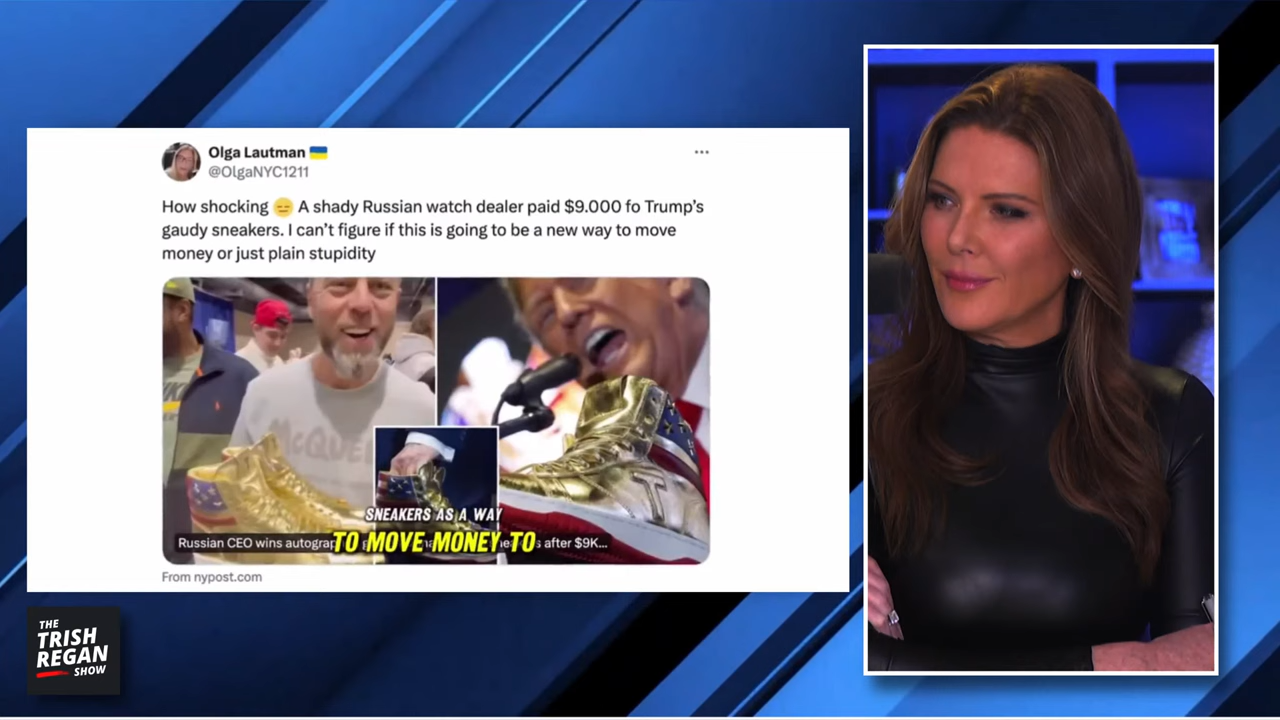 Olga Lautman 🇺🇦
@OlgaNYC1211
...
How shocking 😑 A shady Russian watch dealer paid $9.000 fo Trump's
gaudy sneakers. I can't figure if this is going to be a new way to move
money or just plain stupidity
McQUEE
T
SNEAKERS AS A WAY
Russian CEO wins autogra
TO MOVE MONEY TO
s after $9K...
From nypost.com
THE
TRISH
REGAN
SHOW